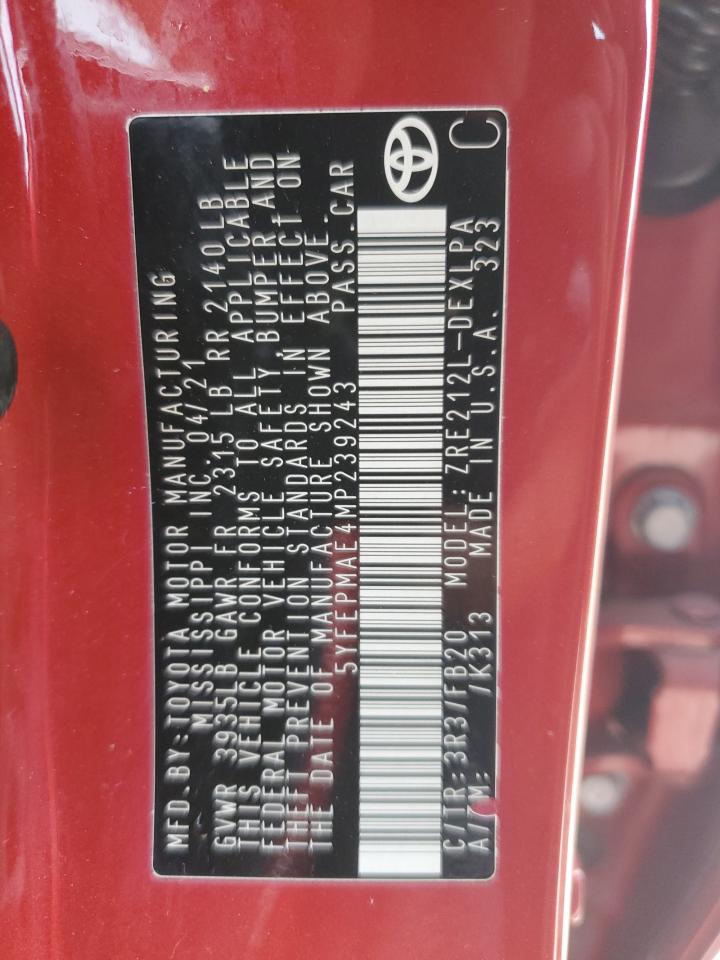 MFD.BY:TOYOTA MOTOR MANUFACTURING
MISSISSIPPI INC. 04/21
GVWR 3935LB GAWR FR 2315 LB RR 2140 LB
THIS VEHICLE CONFORMS TO ALL APPLICABLE
FEDERAL MOTOR VEHICLE SAFETY, BUMPER AND
THEFT PREVENTION STANDARDS IN EFFECT ON
THE DATE OF MANUFACTURE SHOWN ABOVE.
5YFEPMAE4MP239243 PASS.CAR
C/TR:3R3/FB20 MODEL:ZRE212L-DEXLPA
A/M: /K313 MADE IN U.S.A. 323
C